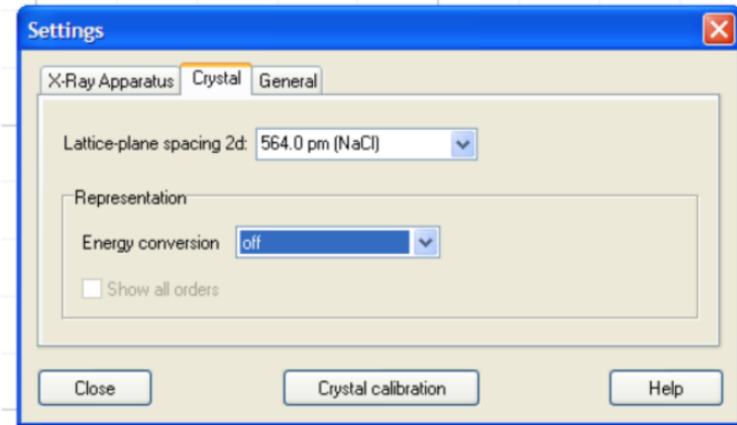 Settings
X-Ray Apparatus Crystal General
Lattice-plane spacing 2d: 564.0 pm (NaCl)
Representation
Energy conversion off
Show all orders
Close Crystal calibration Help